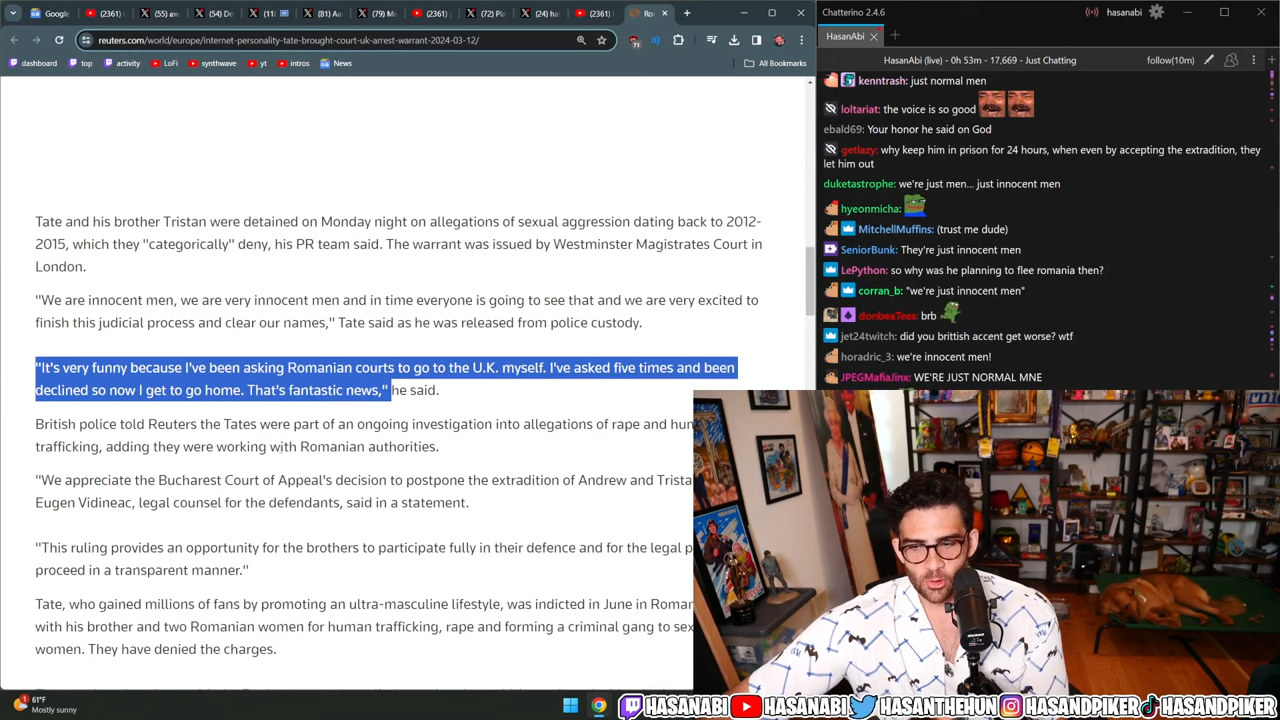 Google
(2361)
(55) aw
(54) De
(11)
(81) Aa
(79) M
(2361)
(72) Pla
(24) ha
(2361)
reuters.com/world/europe/internet-personality-tate-brought-court-uk-arrest-warrant-2024-03-12/
71
dashboard
top
activity
LoFi
synthwave
yt
intros
News
All Bookmarks
Tate and his brother Tristan were detained on Monday night on allegations of sexual aggression dating back to 2012-
2015, which they "categorically" deny, his PR team said. The warrant was issued by Westminster Magistrates Court in
London.
"We are innocent men, we are very innocent men and in time everyone is going to see that and we are very excited to
finish this judicial process and clear our names," Tate said as he was released from police custody.
"It's very funny because I've been asking Romanian courts to go to the U.K. myself. I've asked five times and been
declined so now I get to go home. That's fantastic news," he said.
British police told Reuters the Tates were part of an ongoing investigation into allegations of rape and hum
trafficking, adding they were working with Romanian authorities.
"We appreciate the Bucharest Court of Appeal's decision to postpone the extradition of Andrew and Trista
Eugen Vidineac, legal counsel for the defendants, said in a statement.
"This ruling provides an opportunity for the brothers to participate fully in their defence and for the legal p
proceed in a transparent manner."
Tate, who gained millions of fans by promoting an ultra-masculine lifestyle, was indicted in June in Roman
with his brother and two Romanian women for human trafficking, rape and forming a criminal gang to sex
women. They have denied the charges.
61°F
Mostly sunny
Chatterino 2.4.6
hasanabi
HasanAbi
HasanAbi (live) - 0h 53m - 17,669 - Just Chatting
follow(10m)
kenntrash: just normal men
loltariat: the voice is so good
ebald69: Your honor he said on God
getlazy: why keep him in prison for 24 hours, when even by accepting the extradition, they
let him out
duketastrophe: we're just men... just innocent men
hyeonmicha:
MitchellMuffins: (trust me dude)
SeniorBunk: They're just innocent men
LePython: so why was he planning to flee romania then?
corran_b: "we're just innocent men"
donbeaTees: brb
jet24twitch: did you brittish accent get worse? wtf
horadric_3: we're innocent men!
JPEGMafiaJinx: WE'RE JUST NORMAL MNE
HASANABI
HASANABI
HASANTHEHUN
HASANDPIKER
HASANDPIKER